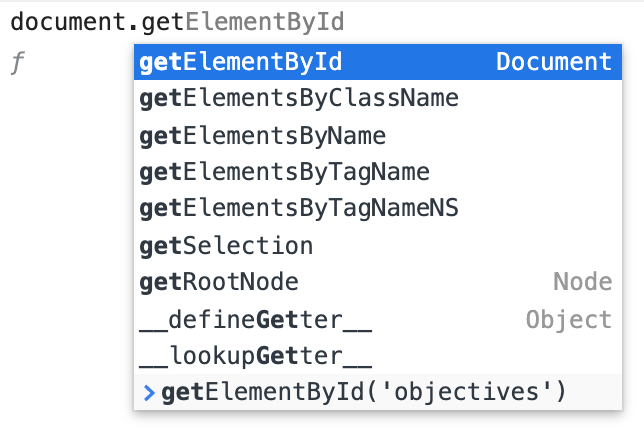 document.getElementById
f
getElementById Document
getElementsByClassName
getElementsByName
getElementsByTagName
getElementsByTagNameNS
getSelection
getRootNode Node
__defineGetter__ Object
__lookupGetter__
> getElementById('objectives')